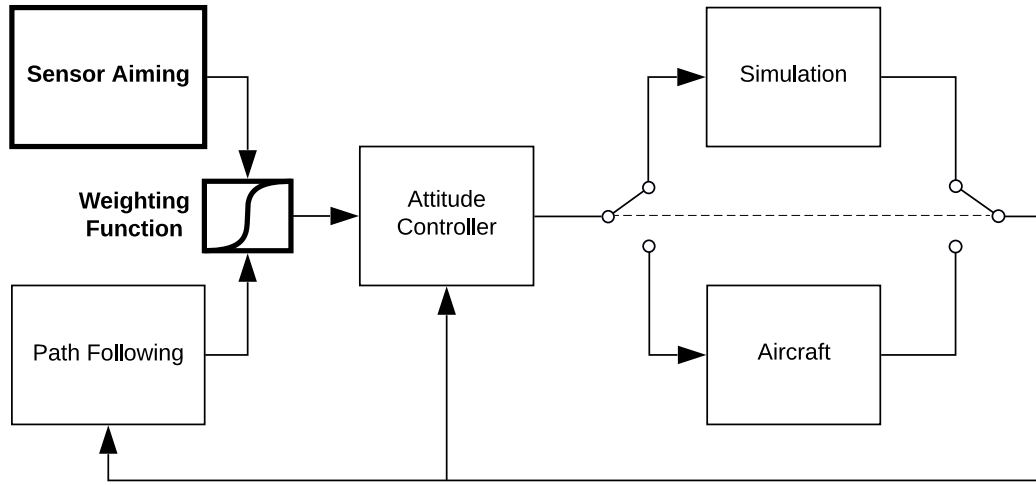 Sensor Aiming
Simulation
Weighting
Function
Attitude
Controller
Path Following
Aircraft